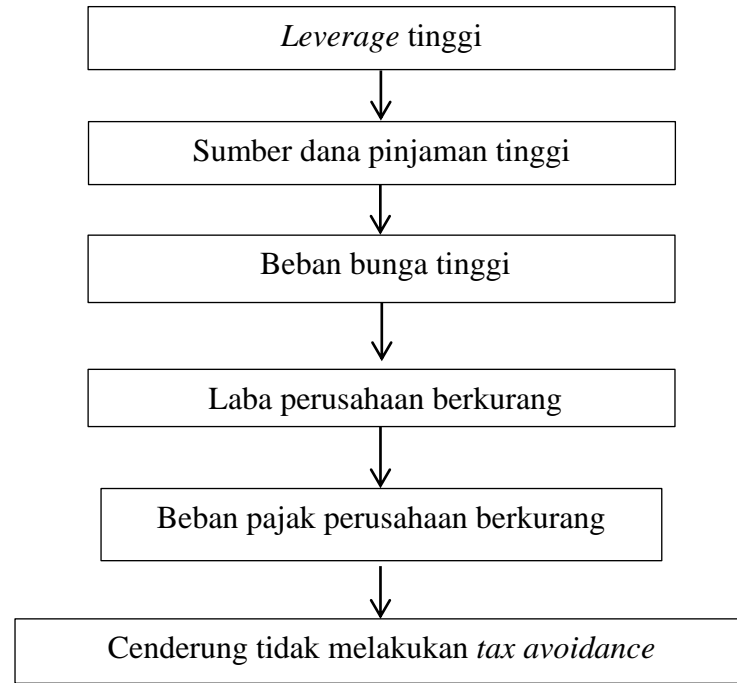 Leverage tinggi
Sumber dana pinjaman tinggi
Beban bunga tinggi
Laba perusahaan berkurang
Beban pajak perusahaan berkurang
Cenderung tidak melakukan tax avoidance